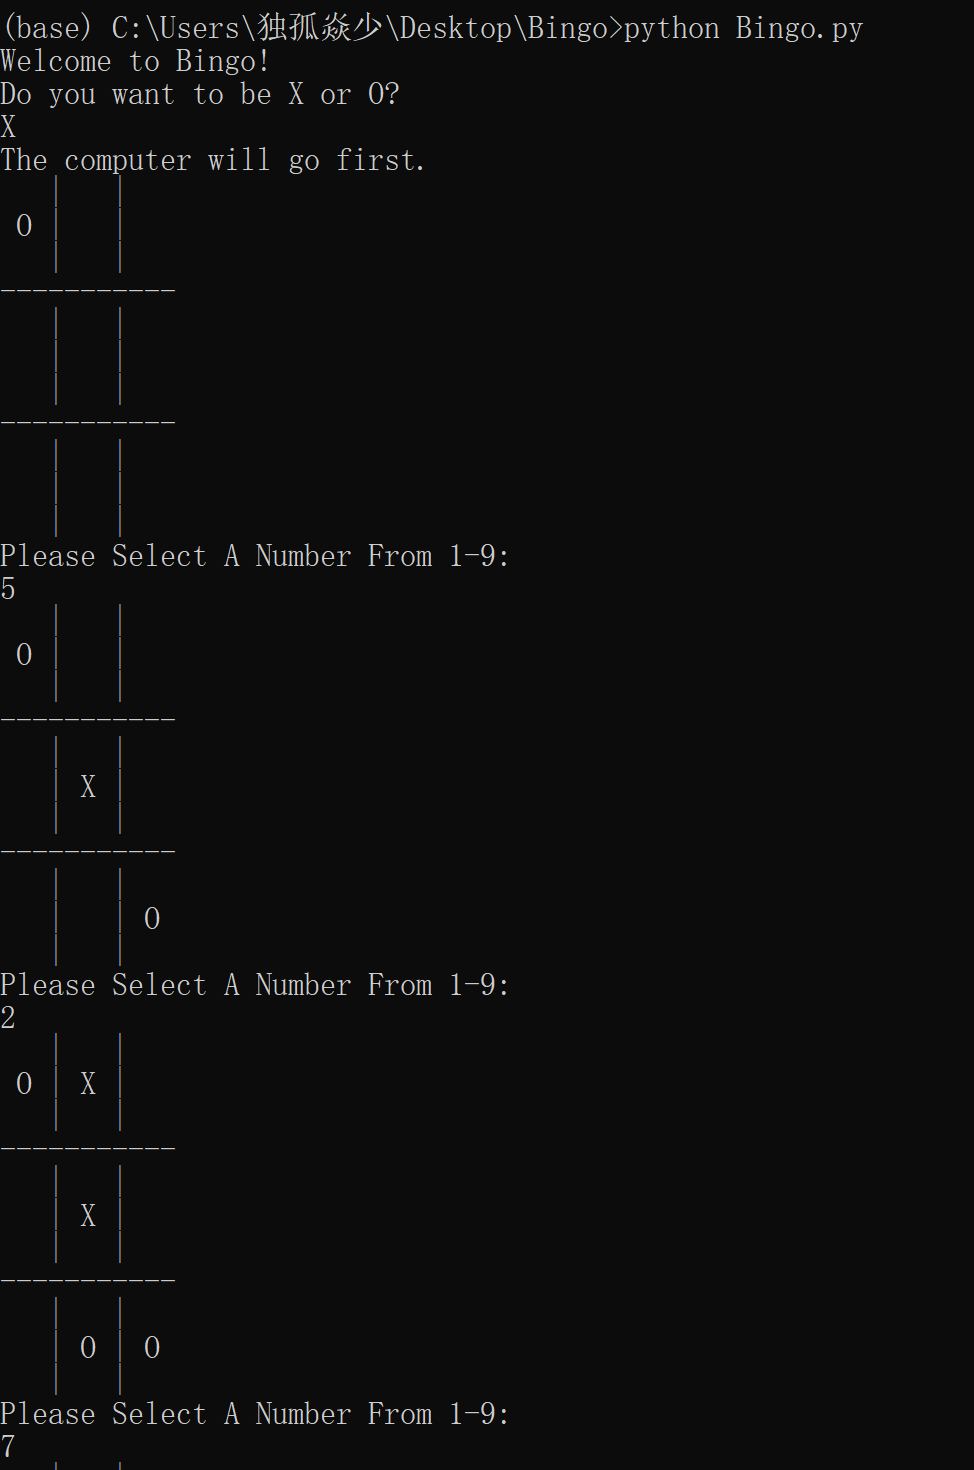 (base) C:\Users\独孤焱少\Desktop\Bingo>python Bingo.py
Welcome to Bingo!
Do you want to be X or O?
X
The computer will go first.
   |   |
 O |   |
   |   |
-----------
   |   |
   |   |
   |   |
-----------
   |   |
   |   |
   |   |
Please Select A Number From 1-9:
5
   |   |
 O |   |
   |   |
-----------
   |   |
   | X |
   |   |
-----------
   |   |
   |   | O
   |   |
Please Select A Number From 1-9:
2
   |   |
 O | X |
   |   |
-----------
   |   |
   | X |
   |   |
-----------
   |   |
   | O | O
   |   |
Please Select A Number From 1-9:
7
   |   |